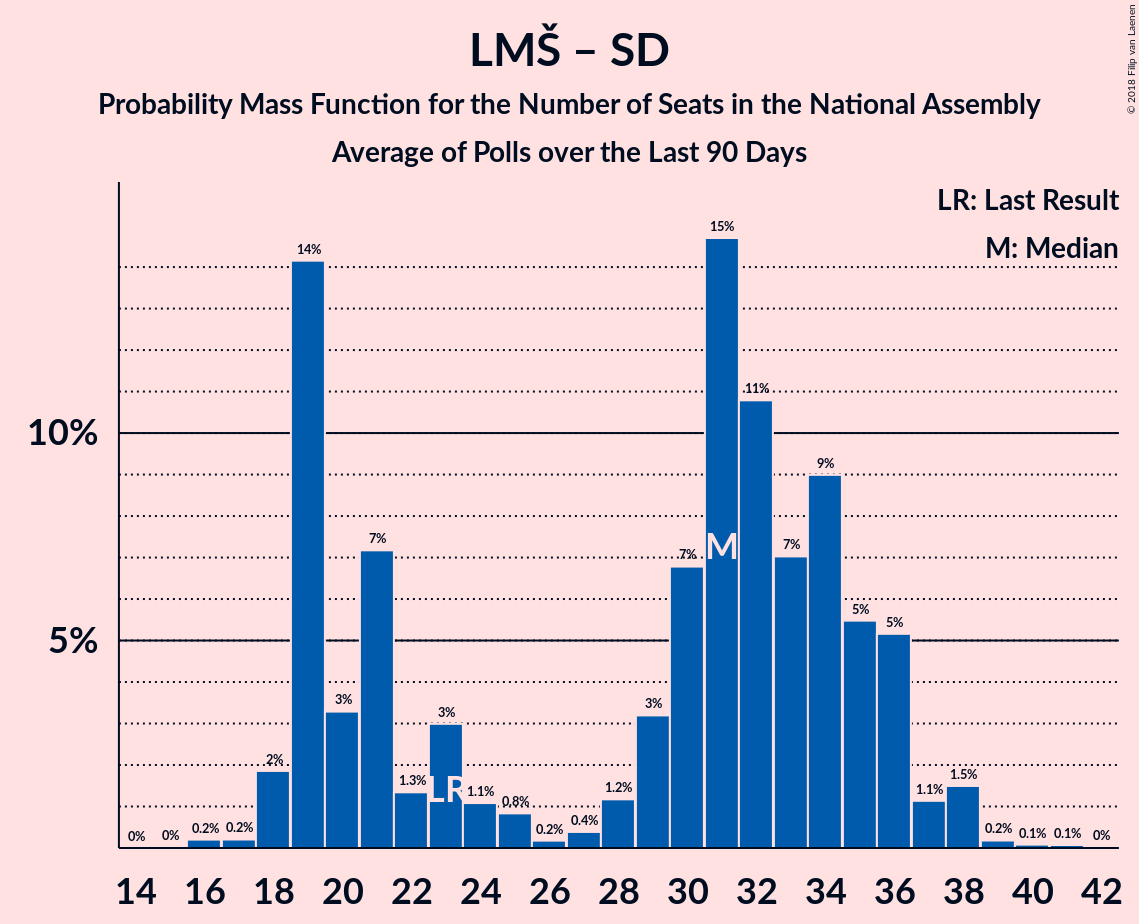 LMŠ – SD
Probability Mass Function for the Number of Seats in the National Assembly
Average of Polls over the Last 90 Days
© 2018 Filip van Laenen
LR: Last Result
M: Median
10%
5%
0% 0% 0.2% 0.2% 2% 14% 3% 7% 1.3% 3% 1.1% 0.8% 0.2% 0.4% 1.2% 3% 7% 15% 11% 7% 9% 5% 5% 1.1% 1.5% 0.2% 0.1% 0.1% 0%
LR
M
14 16 18 20 22 24 26 28 30 32 34 36 38 40 42